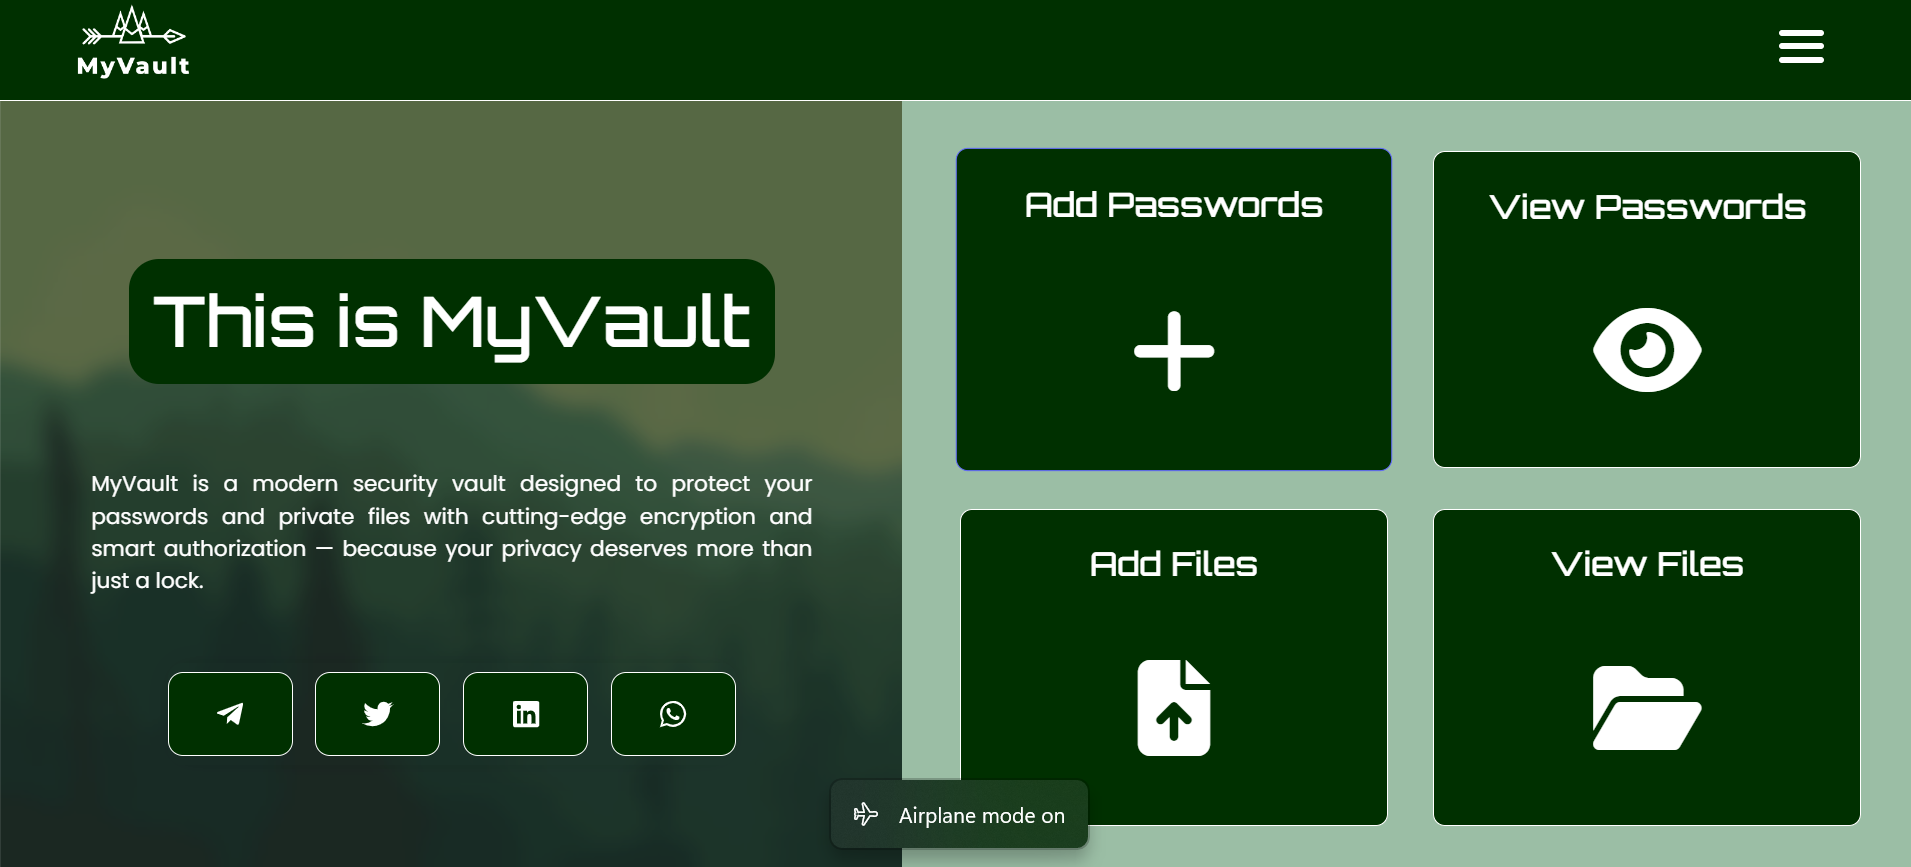 MyVault
This is MyVault
MyVault is a modern security vault designed to protect your
passwords and private files with cutting-edge encryption and
smart authorization — because your privacy deserves more than
just a lock.
Add Passwords
View Passwords
Add Files
View Files
Airplane mode on